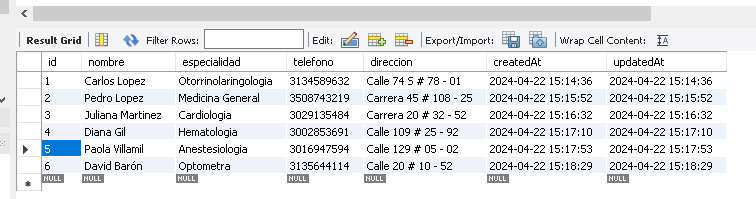 Result Grid Filter Rows: Edit: Export/Import: Wrap Cell Content: IA
id nombre especialidad telefono direccion createdAt updatedAt
1 Carlos Lopez Otorrinolaringologia 3134589632 Calle 74 S # 78 - 01 2024-04-22 15:14:36 2024-04-22 15:14:36
2 Pedro Lopez Medicina General 3508743219 Carrera 45 # 108 - 25 2024-04-22 15:15:52 2024-04-22 15:15:52
3 Juliana Martinez Cardiologia 3029135484 Carrera 20 # 32 - 52 2024-04-22 15:16:32 2024-04-22 15:16:32
4 Diana Gil Hematologia 3002853691 Calle 109 # 25 - 92 2024-04-22 15:17:10 2024-04-22 15:17:10
5 Paola Villamil Anestesiologia 3016947594 Calle 129 # 05 - 02 2024-04-22 15:17:53 2024-04-22 15:17:53
6 David Barón Optometra 3135644114 Calle 20 # 10 - 52 2024-04-22 15:18:29 2024-04-22 15:18:29
NULL NULL NULL NULL NULL NULL NULL